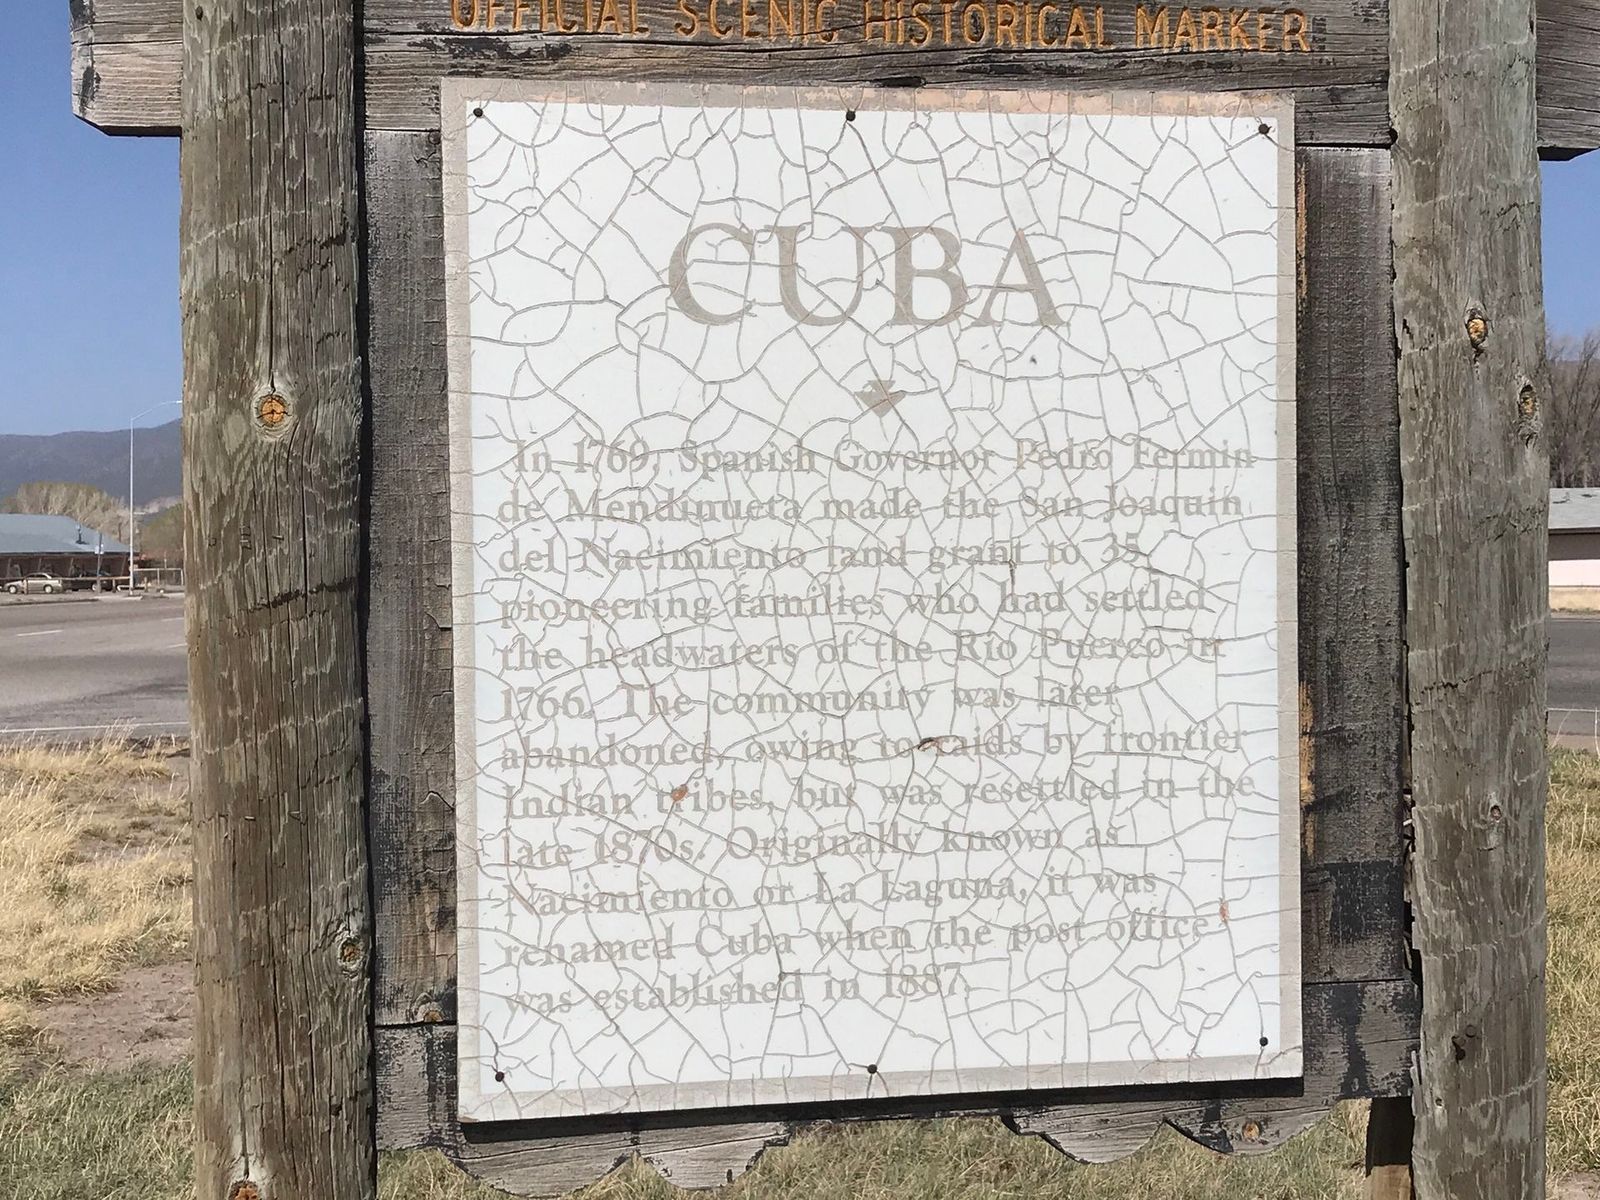 OFFICIAL SCENIC HISTORICAL MARKER
CUBA
In 1769, Spanish Governor Pedro Fermin
de Mendinueta made the San Joaquin
del Nacimiento land grant to 35
pioneering families who had settled
the headwaters of the Rio Puerco in
1766. The community was later
abandoned, owing to raids by frontier
Indian tribes, but was resettled in the
late 1870s. Originally known as
Nacimiento or La Laguna, it was
renamed Cuba when the post office
was established in 1887.